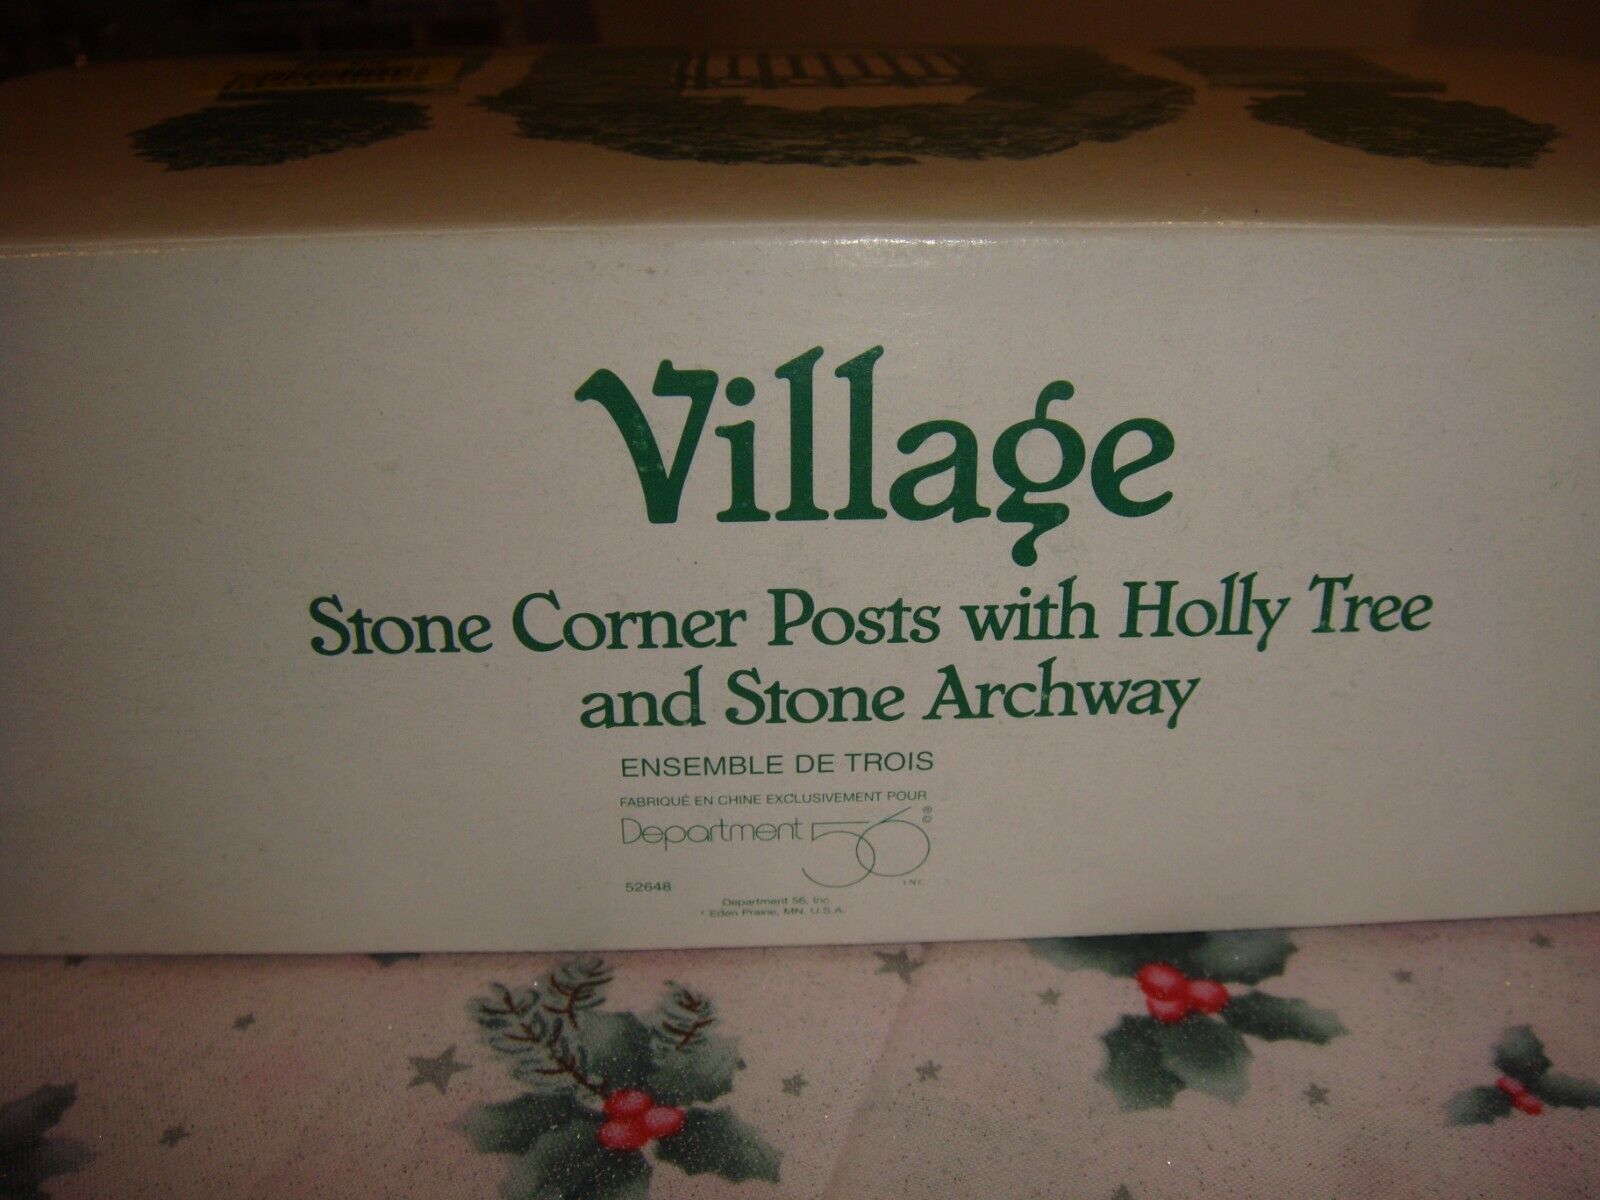 Village
Stone Corner Posts with Holly Tree
and Stone Archway
ENSEMBLE DE TROIS
FABRIQUÉ EN CHINE EXCLUSIVEMENT POUR
Department 56 ®©
INC.
52648
Department 56, Inc.
Eden Prairie, MN, U.S.A.